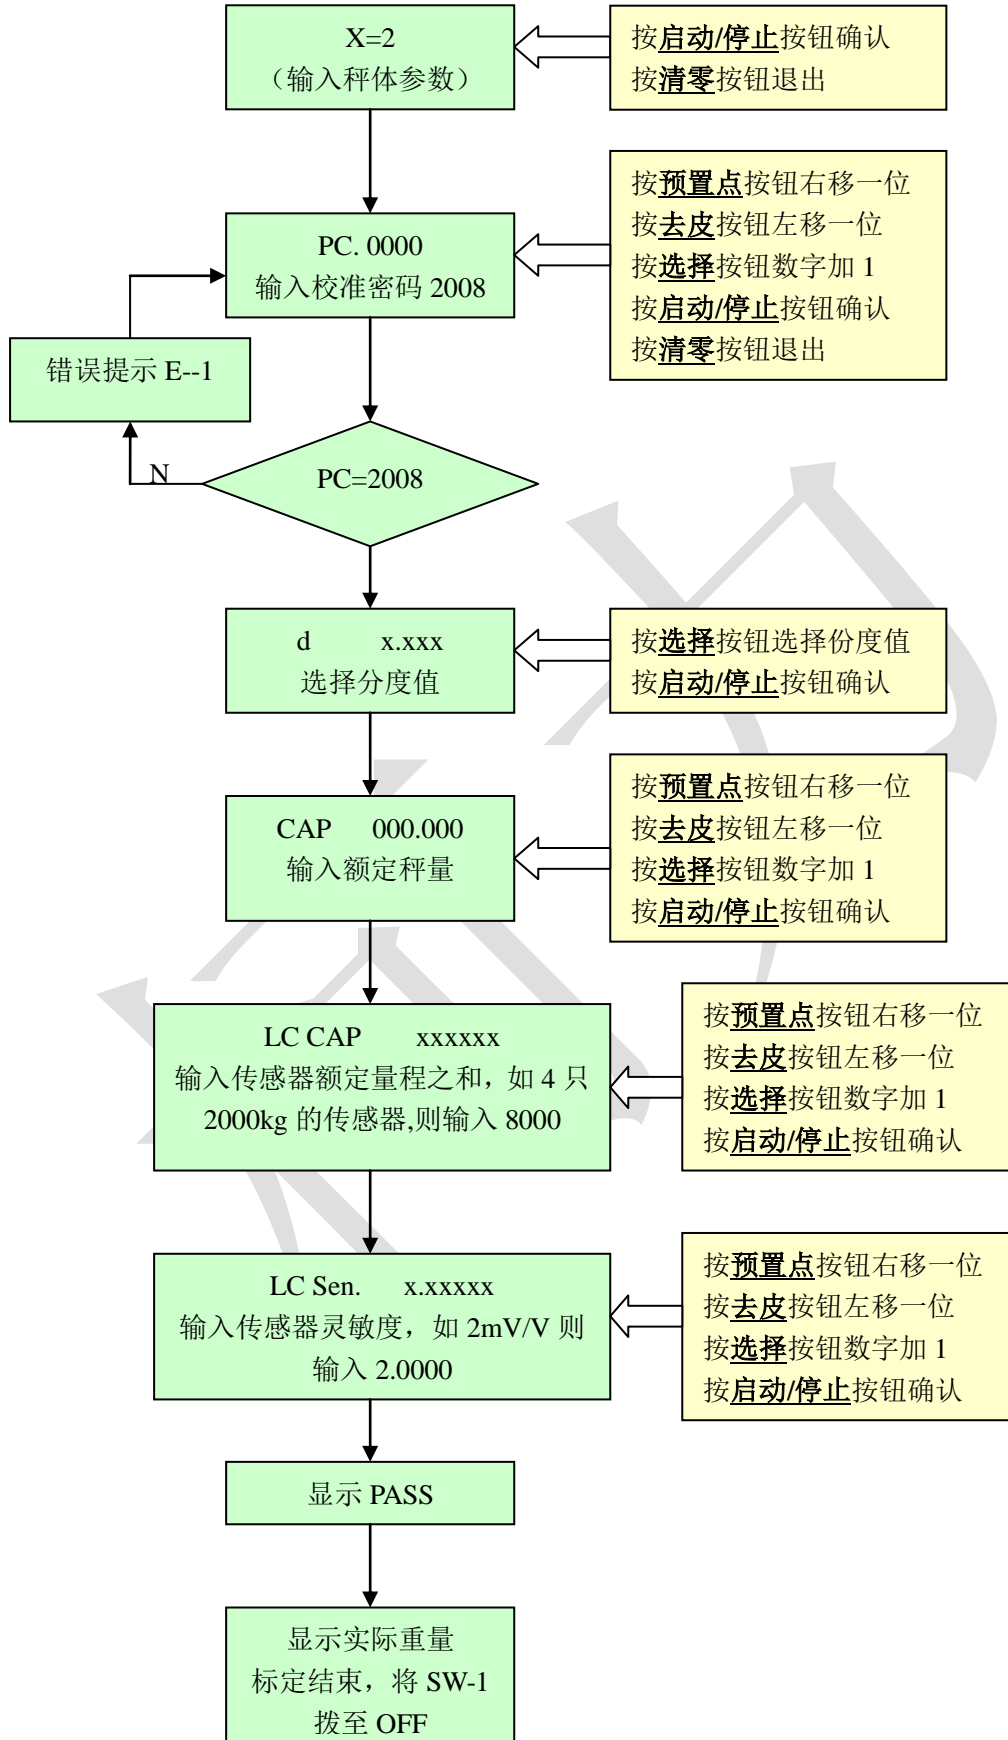 X=2
（输入秤体参数）
按启动/停止按钮确认
按清零按钮退出
PC. 0000
输入校准密码 2008
按预置点按钮右移一位
按去皮按钮左移一位
按选择按钮数字加 1
按启动/停止按钮确认
按清零按钮退出
错误提示 E--1
N
PC=2008
d x.xxx
选择分度值
按选择按钮选择份度值
按启动/停止按钮确认
CAP 000.000
输入额定秤量
按预置点按钮右移一位
按去皮按钮左移一位
按选择按钮数字加 1
按启动/停止按钮确认
LC CAP xxxxxx
输入传感器额定量程之和，如 4 只
2000kg 的传感器,则输入 8000
按预置点按钮右移一位
按去皮按钮左移一位
按选择按钮数字加 1
按启动/停止按钮确认
LC Sen. x.xxxxx
输入传感器灵敏度，如 2mV/V 则
输入 2.0000
按预置点按钮右移一位
按去皮按钮左移一位
按选择按钮数字加 1
按启动/停止按钮确认
显示 PASS
显示实际重量
标定结束，将 SW-1
拨至 OFF